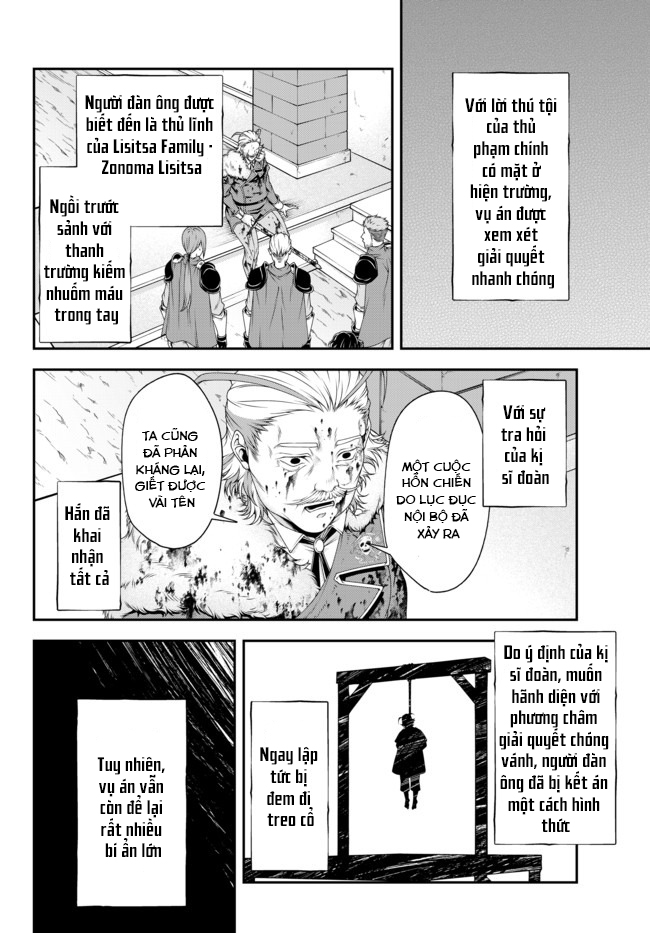 Với lời thú tội
của thủ
phạm chính
có mặt ở
hiện trường,
vụ án được
xem xét
giải quyết
nhanh chóng
Người đàn ông được
biết đến là thủ lĩnh
của Lisitsa Family -
Zonoma Lisitsa
Ngồi trước
sảnh với
thanh
trường kiếm
nhuốm máu
trong tay
Với sự
tra hỏi
của kị
sĩ đoàn
MỘT CUỘC
HỖN CHIẾN
DO LỤC ĐỤC
NỘI BỘ ĐÃ
XẢY RA
TA CŨNG
ĐÃ PHẢN
KHÁNG LẠI,
GIẾT ĐƯỢC
VÀI TÊN
Hắn đã
khai
nhận
tất cả
Do ý định của kị
sĩ đoàn, muốn
hãnh diện với
phương châm
giải quyết chóng
vánh, người đàn
ông đã bị kết án
một cách hình
thức
Ngay lập
tức bị
đem đi
treo cổ
Tuy nhiên,
vụ án vẫn
còn để lại
rất nhiều
bí ẩn lớn